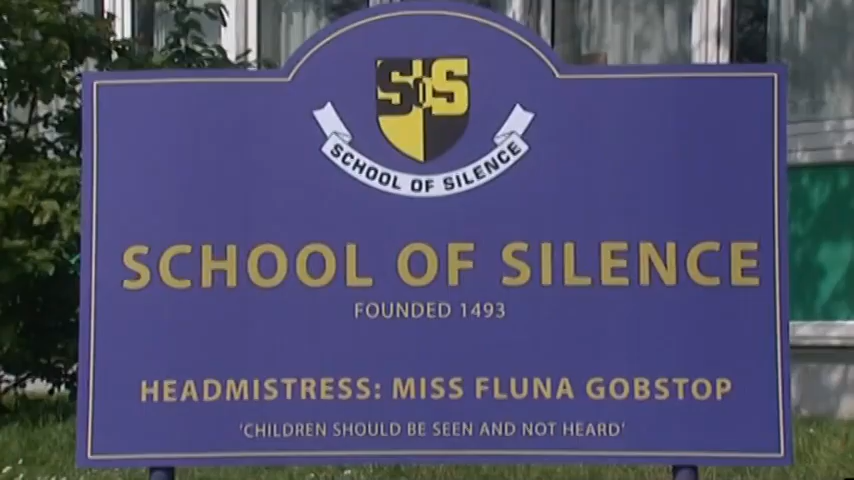 SOS
SCHOOL OF SILENCE
SCHOOL OF SILENCE
FOUNDED 1493
HEADMISTRESS: MISS FLUNA GOBSTOP
'CHILDREN SHOULD BE SEEN AND NOT HEARD'